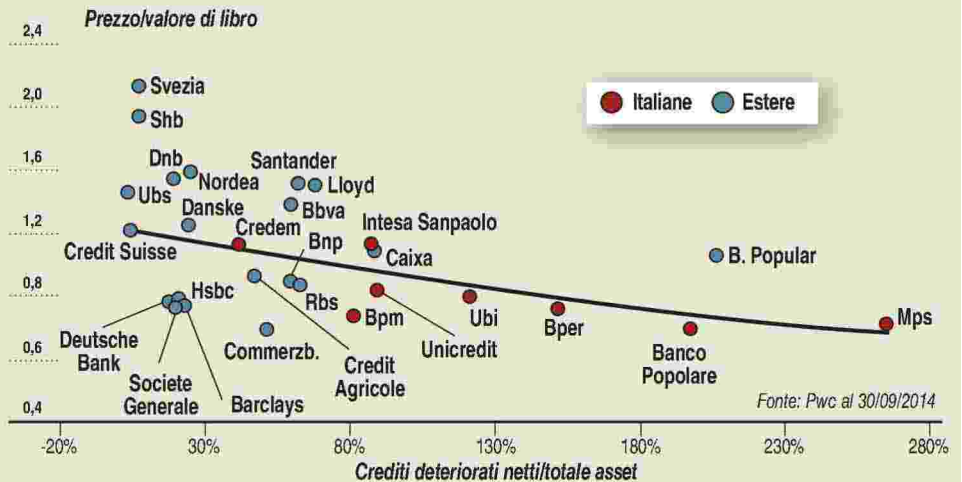 Prezzo/valore di libro
2,4
2,0
1,6
1,2
0,8
0,6
0,4
Italiane Estere
Svezia
Shb
Dnb
Nordea
Ubs
Santander
Lloyd
Bbva
Danske
Credem
Bnp
Intesa Sanpaolo
Caixa
Credit Suisse
B. Popular
Hsbc
Rbs
Bpm
Ubi
Bper
Mps
Deutsche
Bank
Commerzb.
Unicredit
Banco
Popolare
Societe
Generale
Barclays
Credit
Agricole
Fonte: Pwc al 30/09/2014
-20% 30% 80% 130% 180% 230% 280%
Crediti deteriorati netti/totale asset